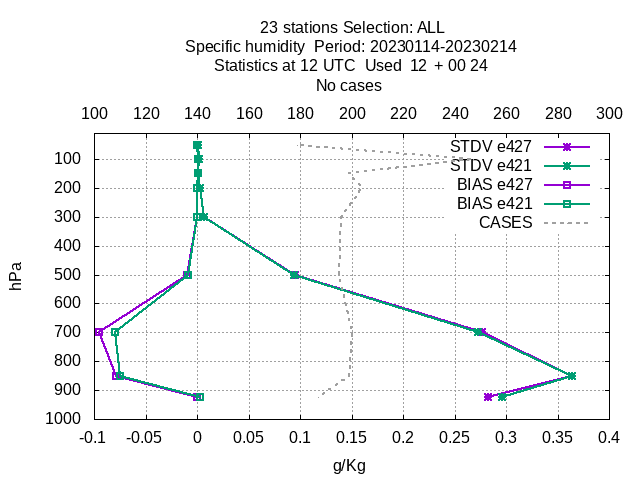 23 stations Selection: ALL
Specific humidity  Period: 20230114-20230214
Statistics at 12 UTC  Used  12  + 00 24
No cases
100 120 140 160 180 200 220 240 260 280 300
STDV e427
STDV e421
BIAS e427
BIAS e421
CASES
100
200
300
400
500
600
700
800
900
1000
hPa
-0.1 -0.05 0 0.05 0.1 0.15 0.2 0.25 0.3 0.35 0.4
g/Kg